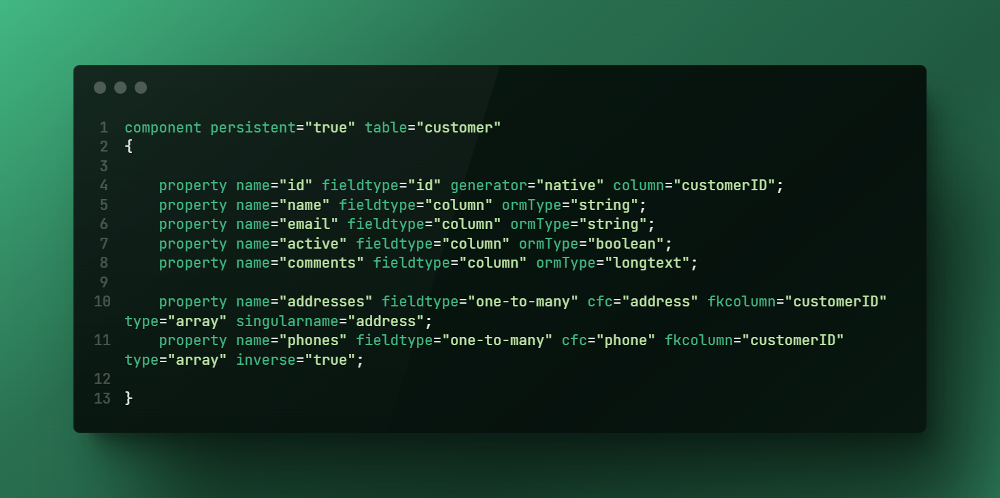 1 component persistent="true" table="customer"
2 {
3
4 property name="id" fieldtype="id" generator="native" column="customerID";
5 property name="name" fieldtype="column" ormType="string";
6 property name="email" fieldtype="column" ormType="string";
7 property name="active" fieldtype="column" ormType="boolean";
8 property name="comments" fieldtype="column" ormType="longtext";
9
10 property name="addresses" fieldtype="one-to-many" cfc="address" fkcolumn="customerID"
type="array" singularname="address";
11 property name="phones" fieldtype="one-to-many" cfc="phone" fkcolumn="customerID"
type="array" inverse="true";
12
13 }